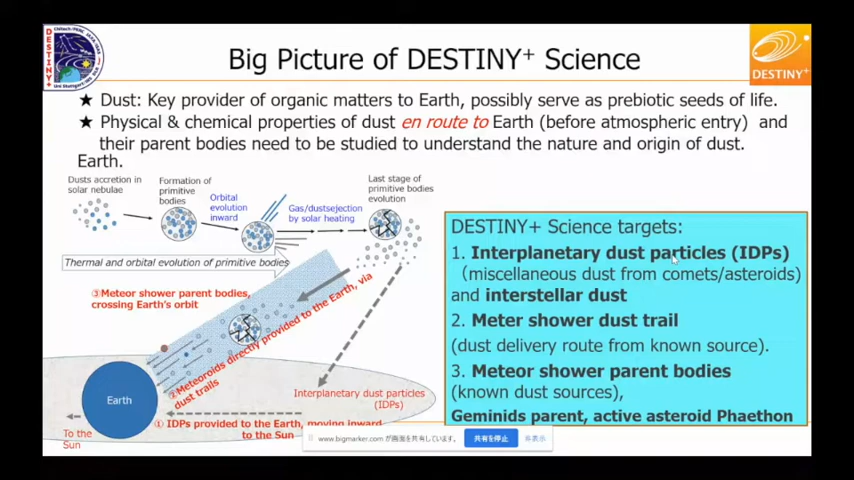 Big Picture of DESTINY+ Science
DESTINY+
★ Dust: Key provider of organic matters to Earth, possibly serve as prebiotic seeds of life.
★ Physical & chemical properties of dust en route to Earth (before atmospheric entry) and
their parent bodies need to be studied to understand the nature and origin of dust.
Earth.
Dusts accretion in
solar nebulae
Formation of
primitive
bodies
Orbital
evolution
inward
Gas/dustsejection
by solar heating
Last stage of
primitive bodies
evolution
Thermal and orbital evolution of primitive bodies
③Meteor shower parent bodies,
crossing Earth's orbit
②Meteoroids directly provided to the Earth, via
dust trails
Earth
Interplanetary dust particles
(IDPs)
① IDPs provided to the Earth, moving inward
to the Sun
To the
Sun
DESTINY+ Science targets:
1. Interplanetary dust particles (IDPs)
(miscellaneous dust from comets/asteroids)
and interstellar dust
2. Meter shower dust trail
(dust delivery route from known source).
3. Meteor shower parent bodies
(known dust sources),
Geminids parent, active asteroid Phaethon
www.bigmarker.com が画面を共有しています。
共有を停止
非表示